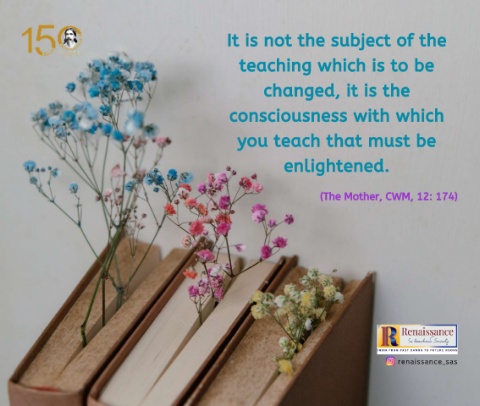 150
It is not the subject of the
teaching which is to be
changed, it is the
consciousness with which
you teach that must be
enlightened.
(The Mother, CWM, 12: 174)
Renaissance
Sri Aurobindo Society
INDIA FROM PAST DAWNS TO FUTURE NOONS
renaissance_sas